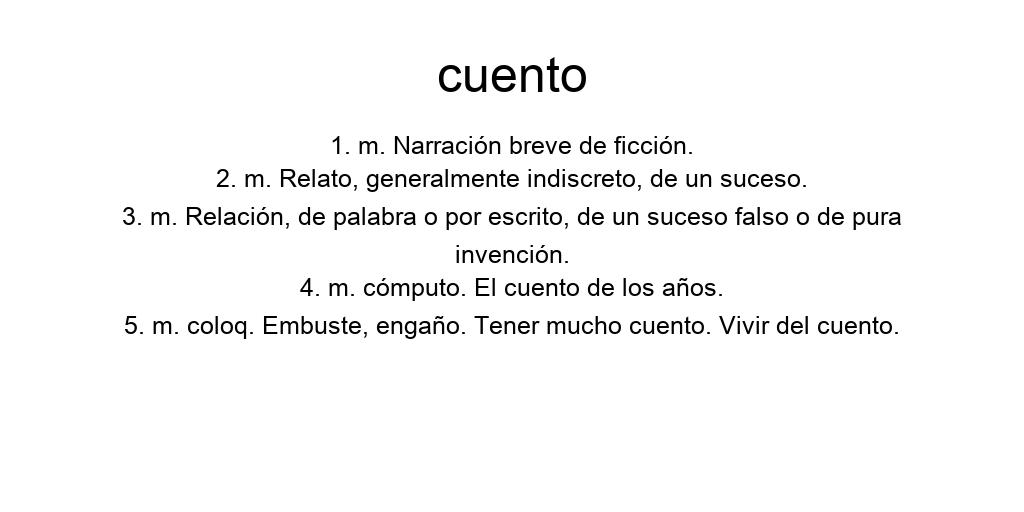 cuento
1. m. Narración breve de ficción.
2. m. Relato, generalmente indiscreto, de un suceso.
3. m. Relación, de palabra o por escrito, de un suceso falso o de pura
invención.
4. m. cómputo. El cuento de los años.
5. m. coloq. Embuste, engaño. Tener mucho cuento. Vivir del cuento.